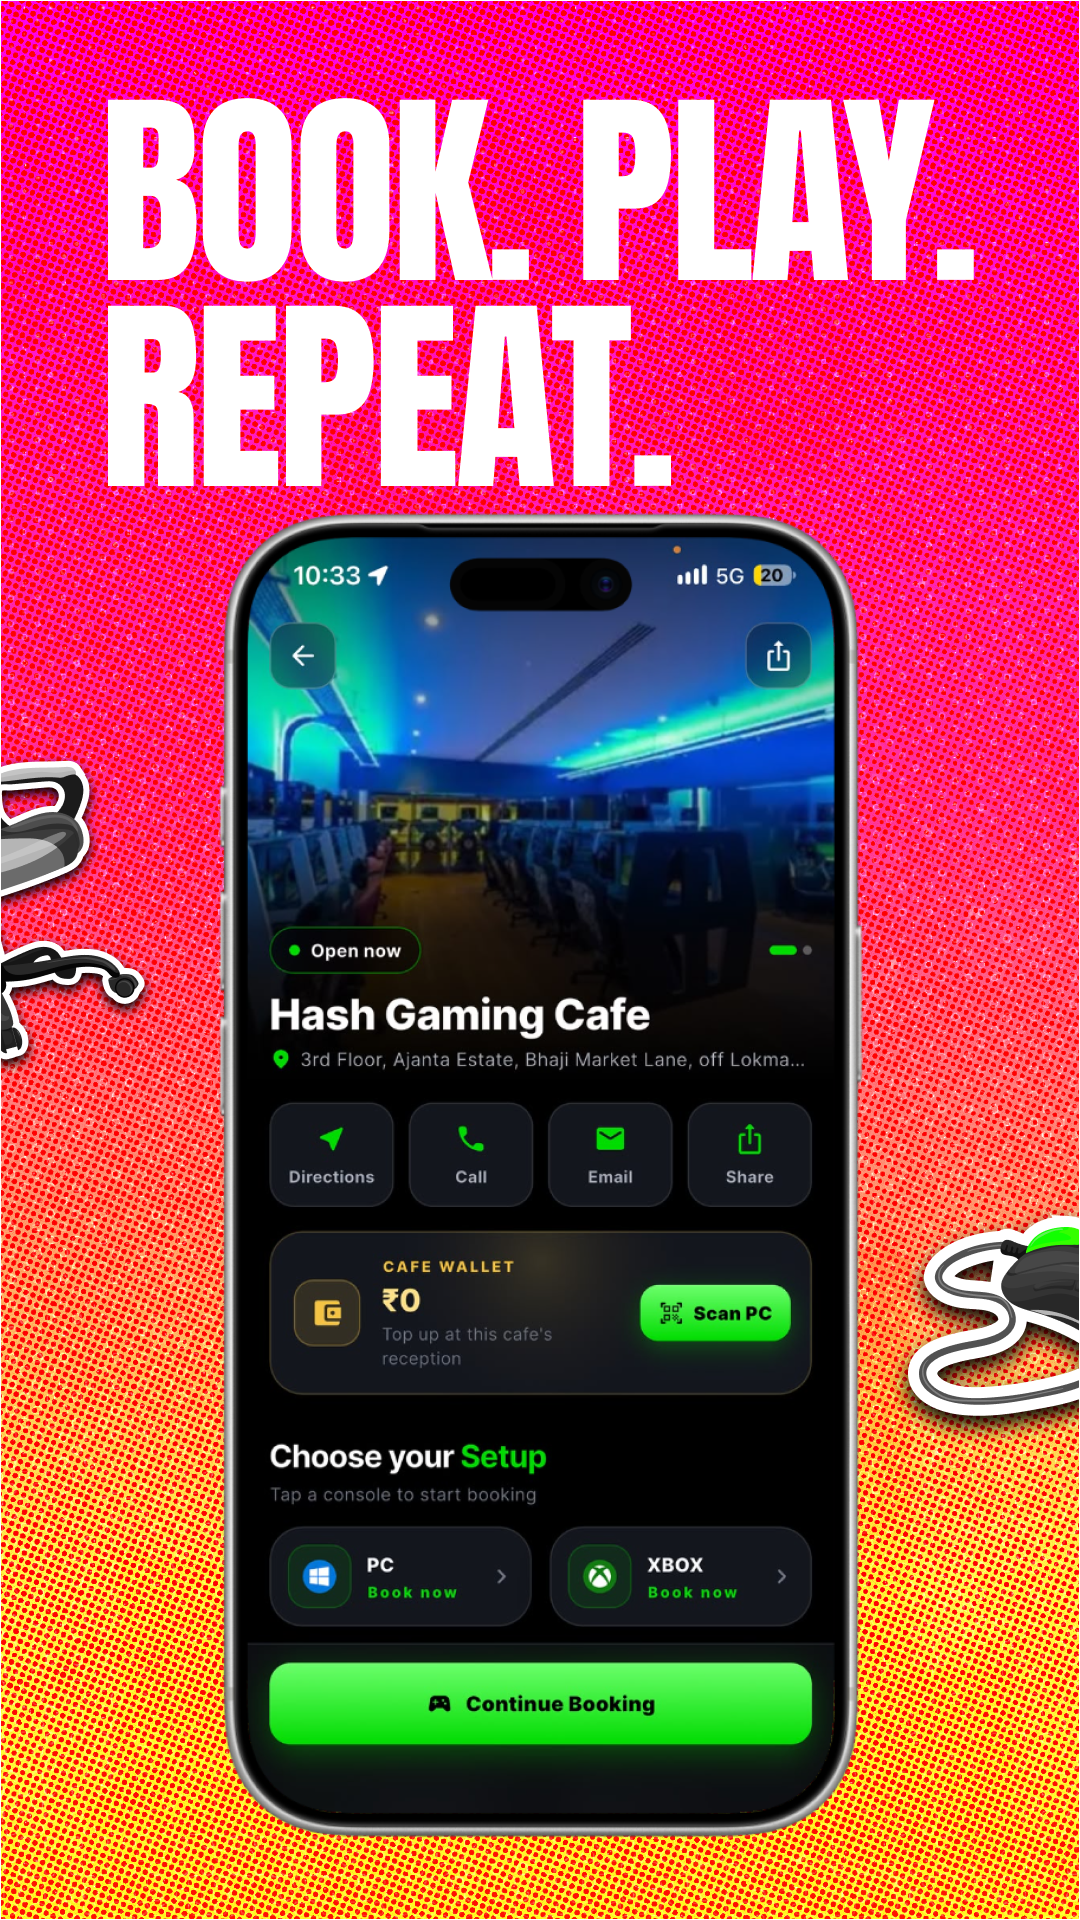 BOOK. PLAY.
REPEAT.
10:33
5G
20
Open now
Hash Gaming Cafe
3rd Floor, Ajanta Estate, Bhaji Market Lane, off Lokma...
Directions
Call
Email
Share
CAFE WALLET
₹0
Top up at this cafe's
reception
Scan PC
Choose your Setup
Tap a console to start booking
PC
Book now
XBOX
Book now
Continue Booking